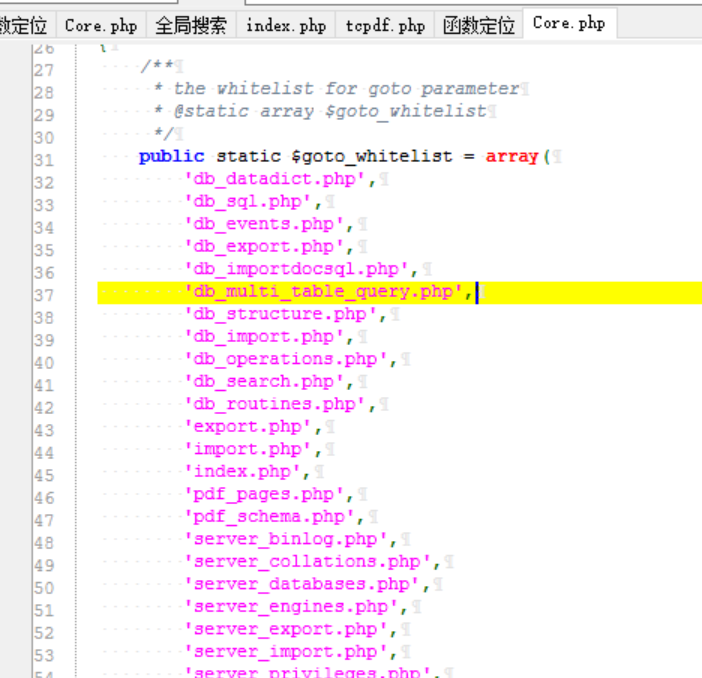 数定位 Core.php 全局搜索 index.php tcpdf.php 函数定位 Core.php
26 {
27 /**
28 * the whitelist for goto parameter
29 * @static array $goto_whitelist
30 */
31 public static $goto_whitelist = array(
32 'db_datadict.php',
33 'db_sql.php',
34 'db_events.php',
35 'db_export.php',
36 'db_importdocsql.php',
37 'db_multi_table_query.php',
38 'db_structure.php',
39 'db_import.php',
40 'db_operations.php',
41 'db_search.php',
42 'db_routines.php',
43 'export.php',
44 'import.php',
45 'index.php',
46 'pdf_pages.php',
47 'pdf_schema.php',
48 'server_binlog.php',
49 'server_collations.php',
50 'server_databases.php',
51 'server_engines.php',
52 'server_export.php',
53 'server_import.php',
54 'server_privileges.php',